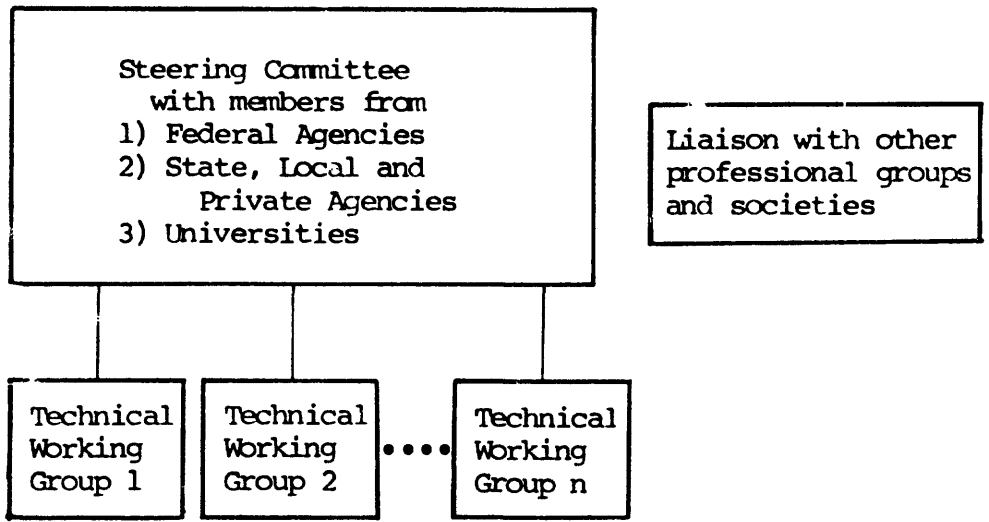 Steering Committee
with members from
1) Federal Agencies
2) State, Local and
Private Agencies
3) Universities
Liaison with other
professional groups
and societies
Technical
Working
Group 1
Technical
Working
Group 2
Technical
Working
Group n